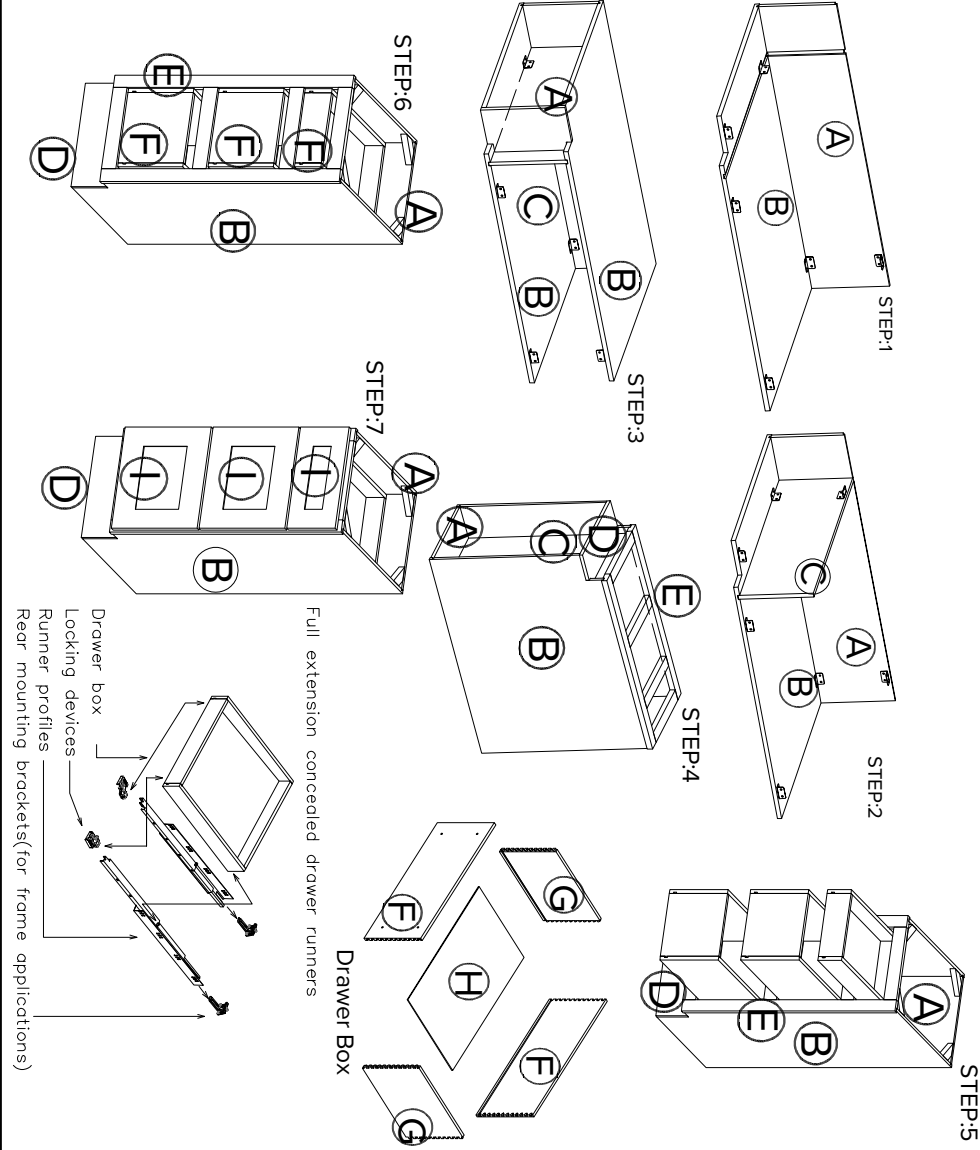 STEP:1
A
B
STEP:2
A
B
C
STEP:3
A
B
B
C
STEP:4
A
B
C
D
E
STEP:5
A
B
D
E
STEP:6
A
B
D
E
F
F
F
STEP:7
A
B
D
I
I
I
Drawer Box
F
F
G
G
H
Full extension concealed drawer runners
Drawer box
Locking devices
Runner profiles
Rear mounting brackets(for frame applications)